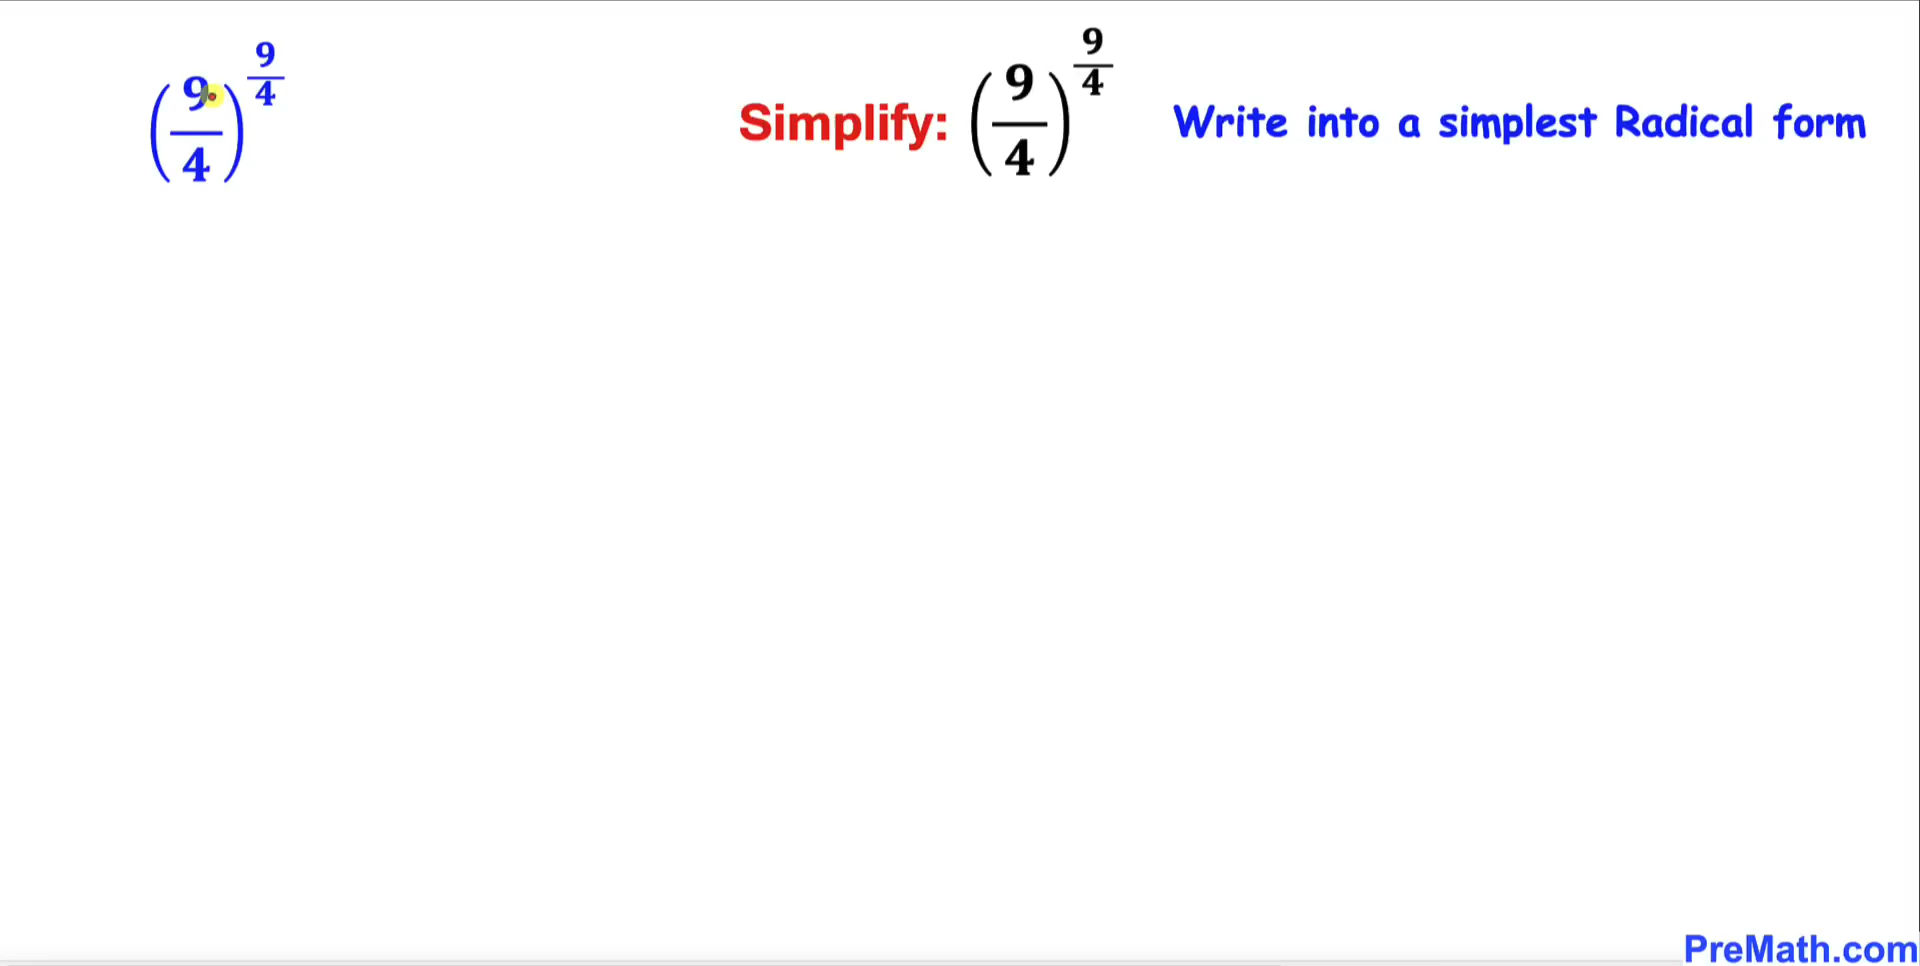 (9/4)^(9/4)
Simplify: (9/4)^(9/4) Write into a simplest Radical form
PreMath.com